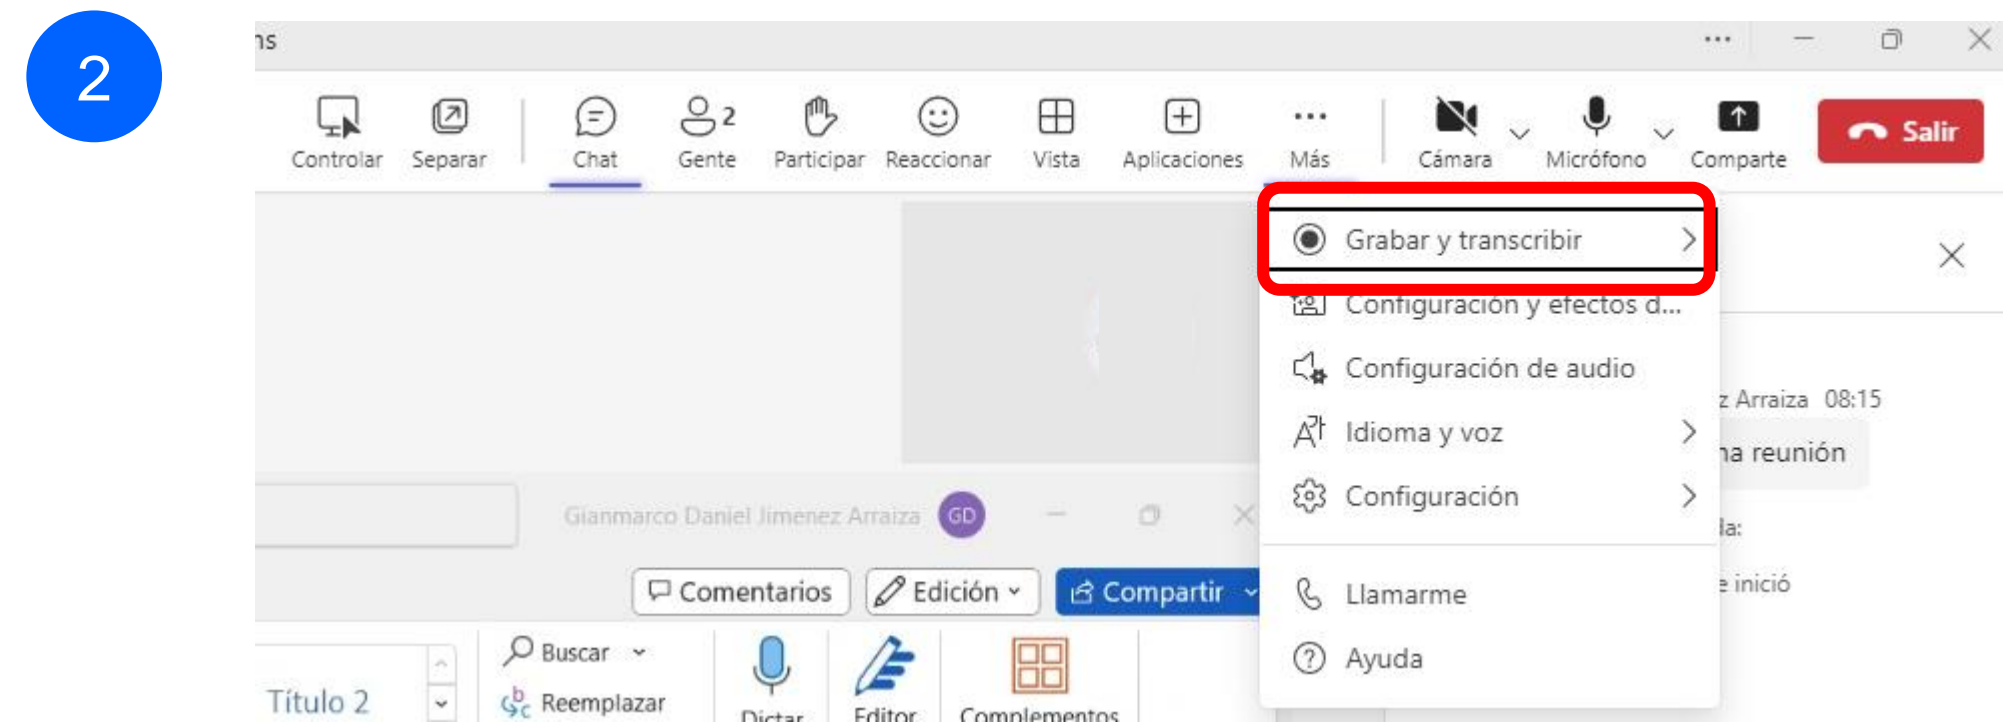 2
ns
Controlar Separar Chat Gente 2 Participar Reaccionar Vista Aplicaciones Más Cámara Micrófono Comparte Salir
Grabar y transcribir
Configuración y efectos d...
Configuración de audio
z Arraiza 08:15
Idioma y voz
na reunión
Configuración
Gianmarco Daniel Jimenez Arraiza GD
la:
Comentarios Edición Compartir
Llamarme
e inició
Buscar
Ayuda
Título 2
Reemplazar
Dictar Editor Complementos